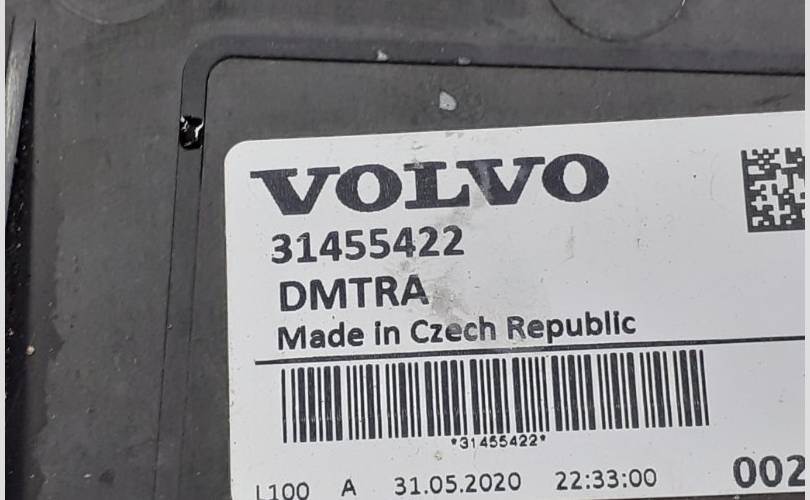 VOLVO
31455422
DMTRA
Made in Czech Republic
*31455422*
L100 A 31.05.2020 22:33:00 002